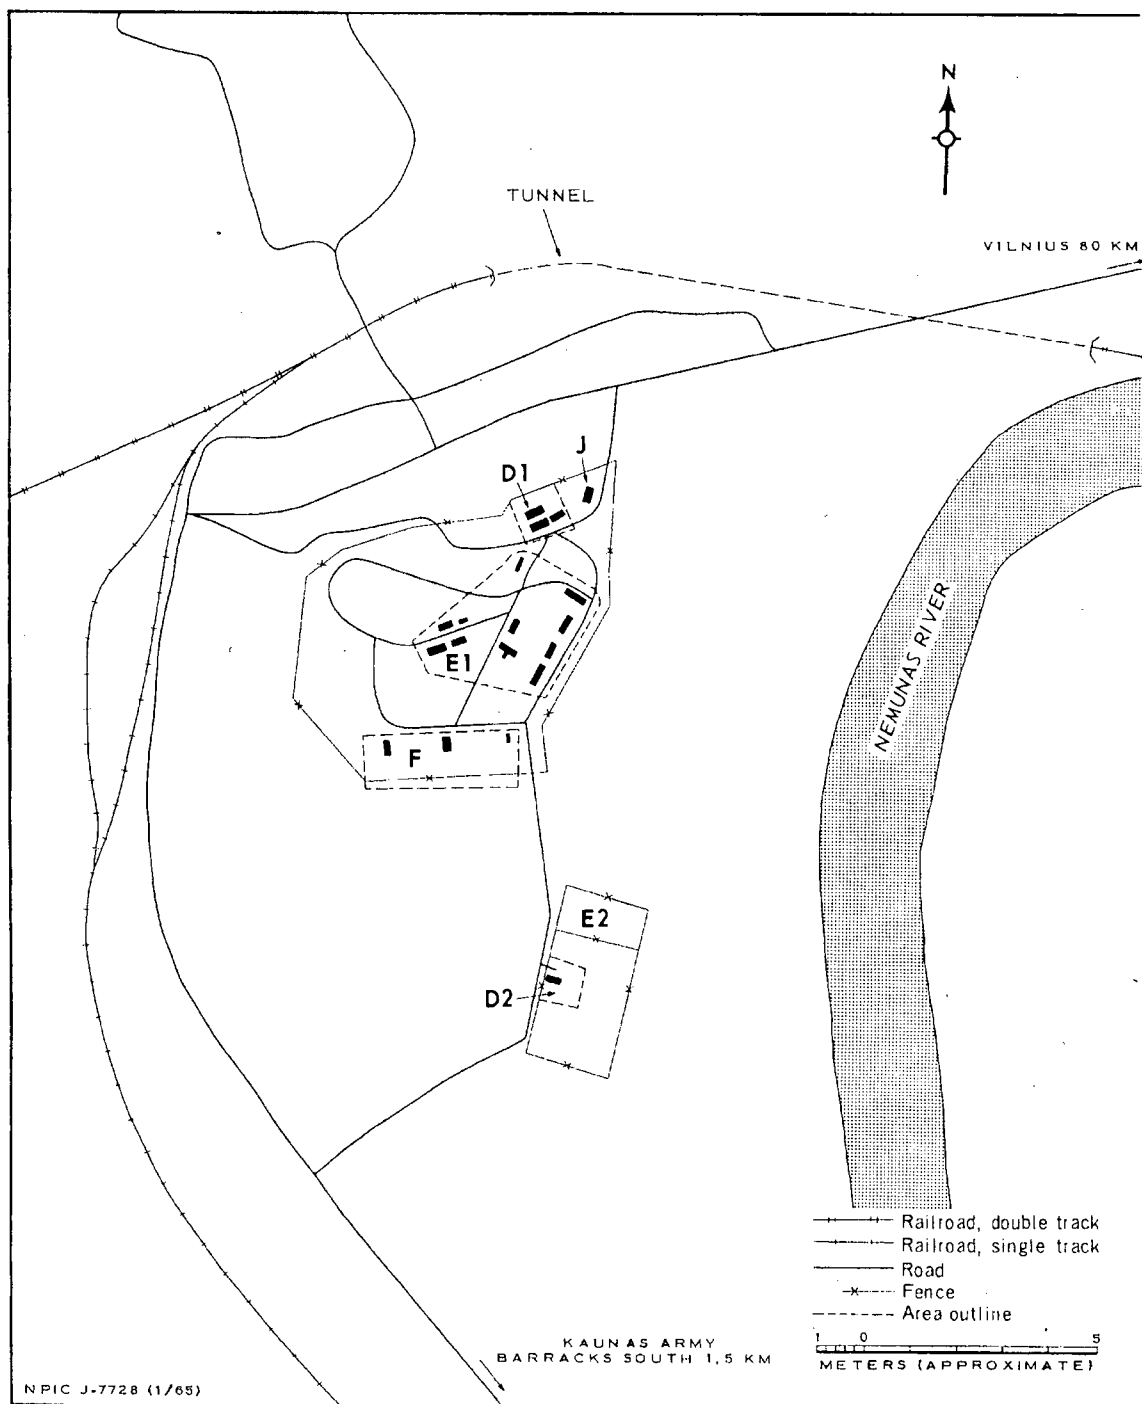 N
TUNNEL
VILNIUS 80 KM
J
D1
E1
NEMUNAS RIVER
F
E2
D2
Railroad, double track
Railroad, single track
Road
Fence
Area outline
1 0 5
METERS (APPROXIMATE)
KAUNAS ARMY
BARRACKS SOUTH 1,5 KM
NPIC J-7728 (1/65)